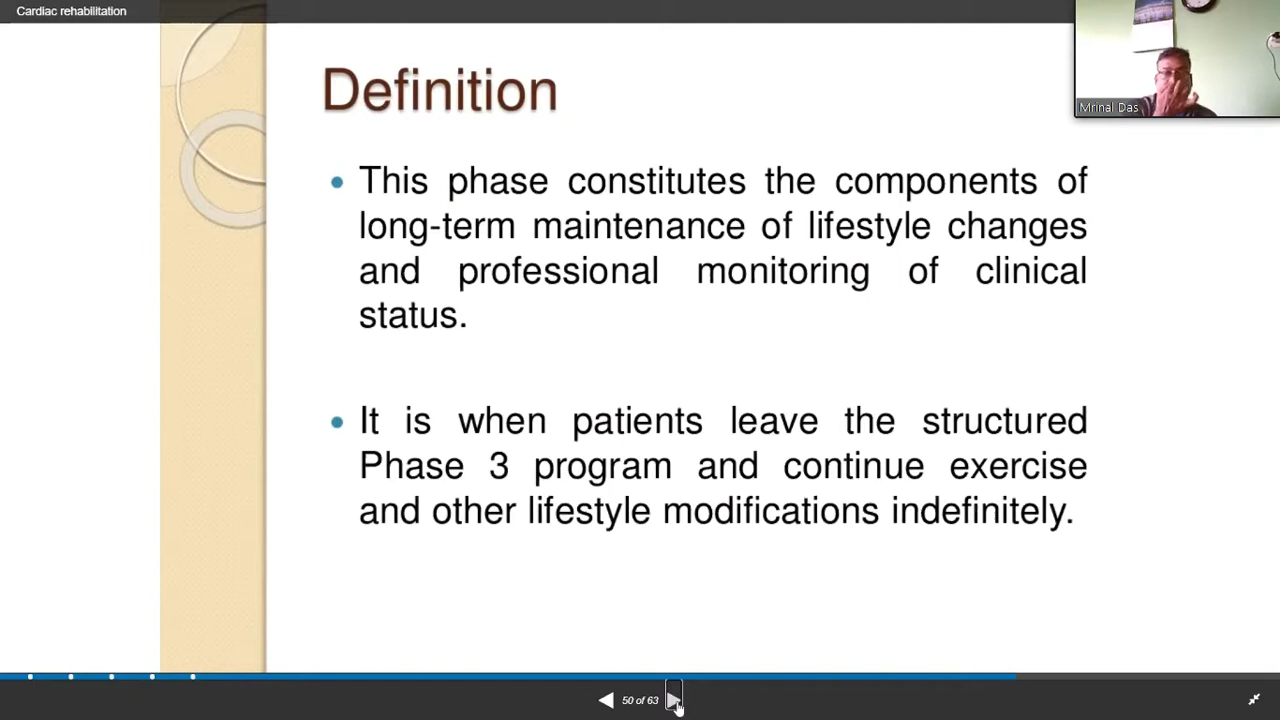 Cardiac rehabilitation
Mrinal Das
Definition
This phase constitutes the components of
long-term maintenance of lifestyle changes
and professional monitoring of clinical
status.
It is when patients leave the structured
Phase 3 program and continue exercise
and other lifestyle modifications indefinitely.
50 of 63